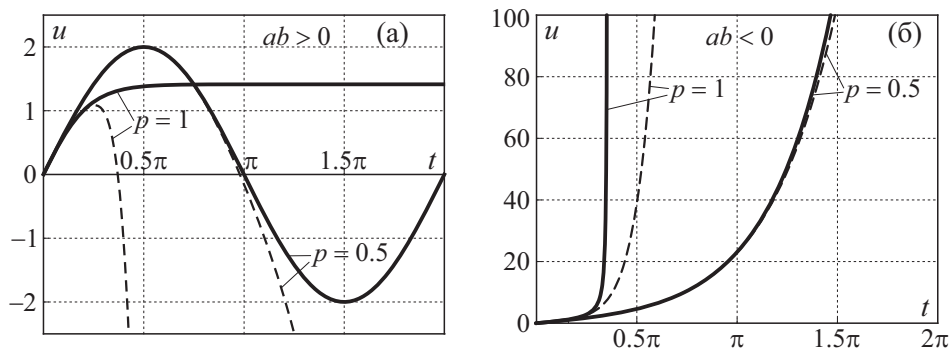 u
ab > 0
(а)
2
1
p = 1
0
0.5π
π
1.5π
t
−1
p = 0.5
−2
100
u
ab < 0
(б)
80
p = 1
p = 0.5
60
40
20
0
t
0.5π
π
1.5π
2π